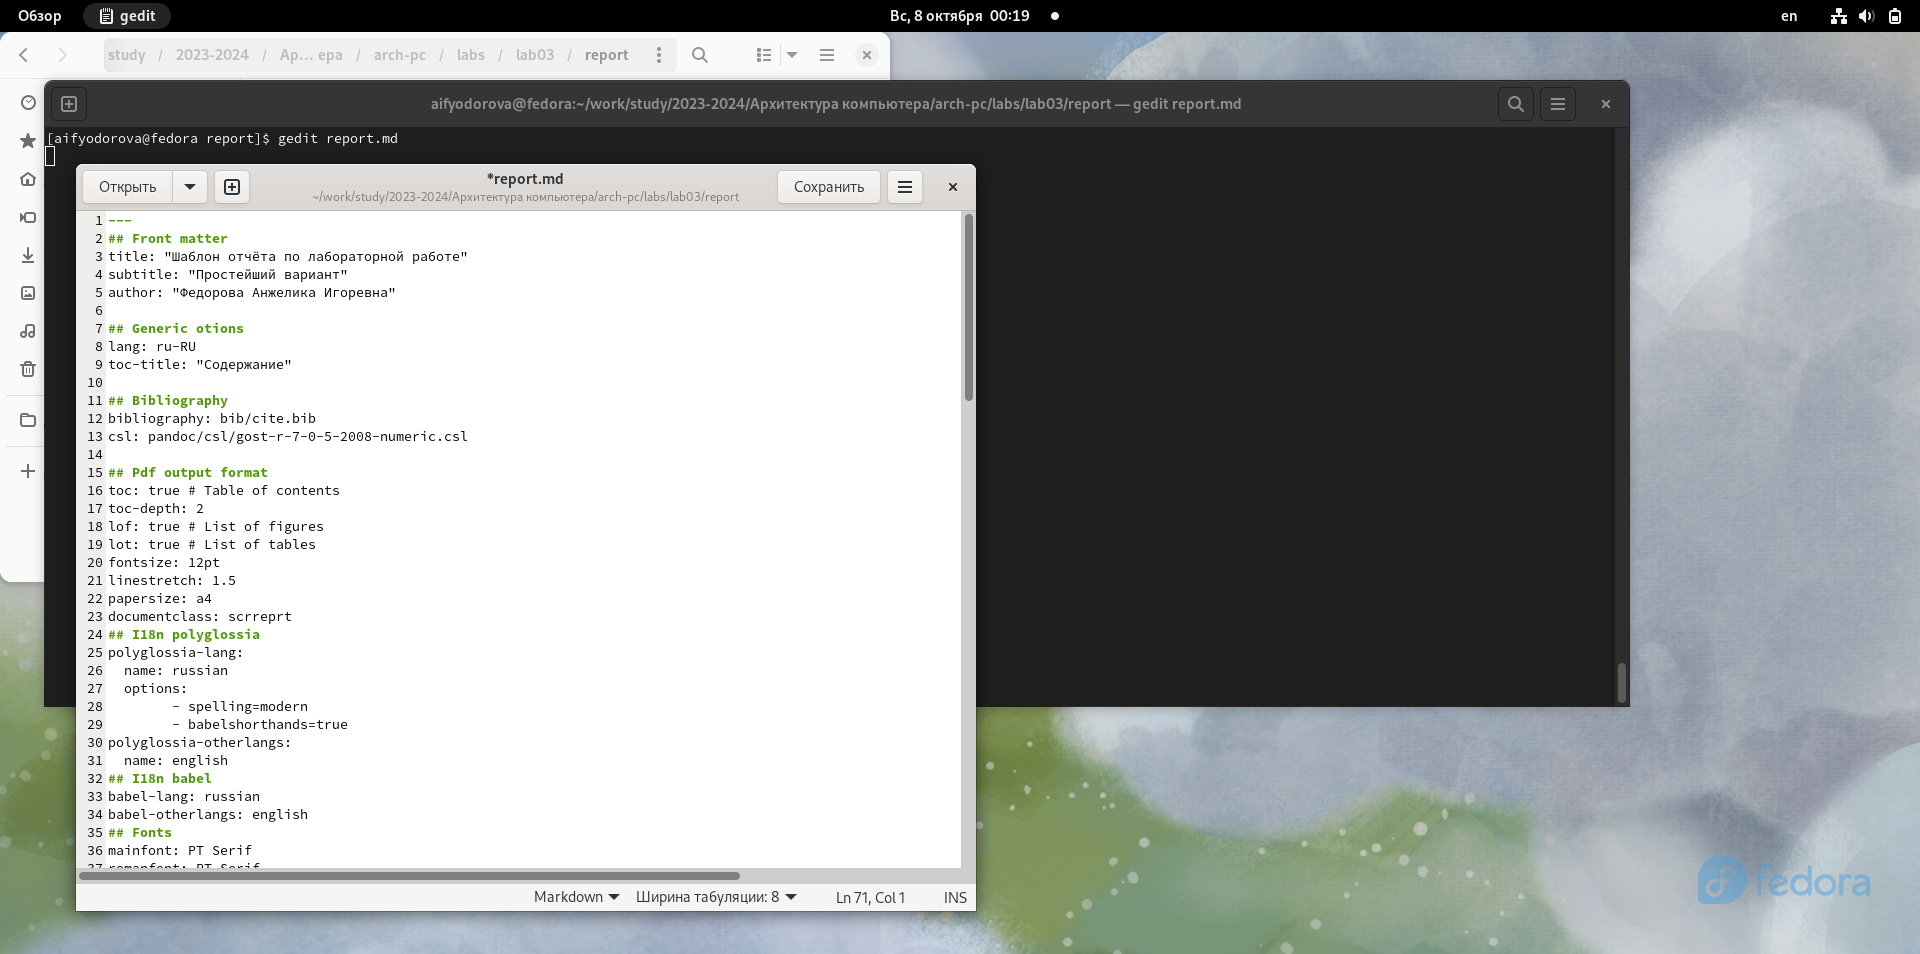 Обзор gedit Вс, 8 октября 00:19 en
study / 2023-2024 / Ар… ера / arch-pc / labs / lab03 / report
aifyodorova@fedora:~/work/study/2023-2024/Архитектура компьютера/arch-pc/labs/lab03/report — gedit report.md
[aifyodorova@fedora report]$ gedit report.md
Открыть *report.md Сохранить
~/work/study/2023-2024/Архитектура компьютера/arch-pc/labs/lab03/report
1 ---
2 ## Front matter
3 title: "Шаблон отчёта по лабораторной работе"
4 subtitle: "Простейший вариант"
5 author: "Федорова Анжелика Игоревна"
6
7 ## Generic otions
8 lang: ru-RU
9 toc-title: "Содержание"
10
11 ## Bibliography
12 bibliography: bib/cite.bib
13 csl: pandoc/csl/gost-r-7-0-5-2008-numeric.csl
14
15 ## Pdf output format
16 toc: true # Table of contents
17 toc-depth: 2
18 lof: true # List of figures
19 lot: true # List of tables
20 fontsize: 12pt
21 linestretch: 1.5
22 papersize: a4
23 documentclass: scrreprt
24 ## I18n polyglossia
25 polyglossia-lang:
26   name: russian
27   options:
28         - spelling=modern
29         - babelshorthands=true
30 polyglossia-otherlangs:
31   name: english
32 ## I18n babel
33 babel-lang: russian
34 babel-otherlangs: english
35 ## Fonts
36 mainfont: PT Serif
37 romanfont: PT Serif
Markdown Ширина табуляции: 8 Ln 71, Col 1 INS
fedora